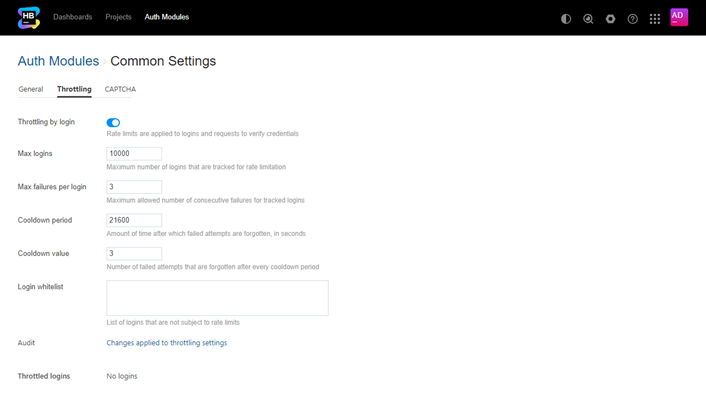 HB
Dashboards Projects Auth Modules
AD
Auth Modules › Common Settings
General Throttling CAPTCHA
Throttling by login
Rate limits are applied to logins and requests to verify credentials
Max logins 10000
Maximum number of logins that are tracked for rate limitation
Max failures per login 3
Maximum allowed number of consecutive failures for tracked logins
Cooldown period 21600
Amount of time after which failed attempts are forgotten, in seconds
Cooldown value 3
Number of failed attempts that are forgotten after every cooldown period
Login whitelist
List of logins that are not subject to rate limits
Audit Changes applied to throttling settings
Throttled logins No logins